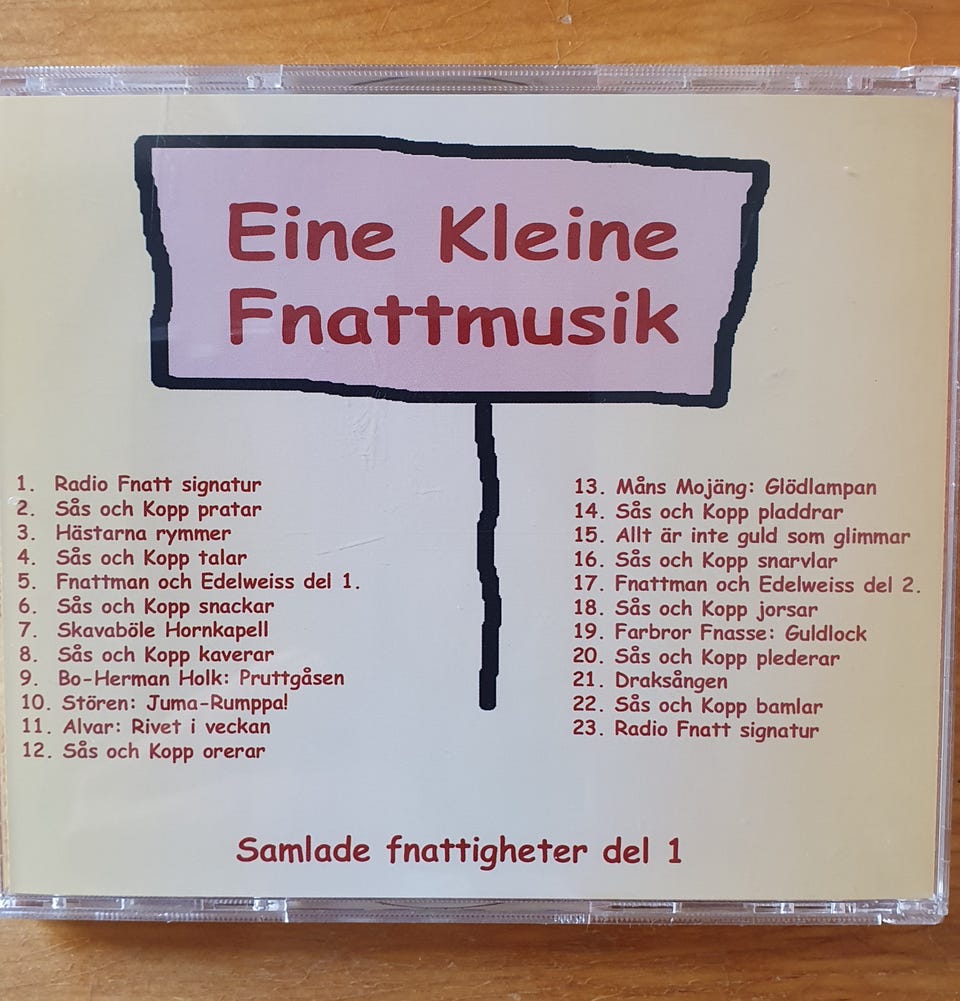 Eine Kleine
Fnattmusik
1. Radio Fnatt signatur
2. Sås och Kopp pratar
3. Hästarna rymmer
4. Sås och Kopp talar
5. Fnattman och Edelweiss del 1.
6. Sås och Kopp snackar
7. Skavaböle Hornkapell
8. Sås och Kopp kaverar
9. Bo-Herman Holk: Pruttgåsen
10. Stören: Juma-Rumppa!
11. Alvar: Rivet i veckan
12. Sås och Kopp orerar
13. Måns Mojäng: Glödlampan
14. Sås och Kopp pladdrar
15. Allt är inte guld som glimmar
16. Sås och Kopp snarvlar
17. Fnattman och Edelweiss del 2.
18. Sås och Kopp jorsar
19. Farbror Fnasse: Guldlock
20. Sås och Kopp plederar
21. Draksången
22. Sås och Kopp bamlar
23. Radio Fnatt signatur
Samlade fnattigheter del 1